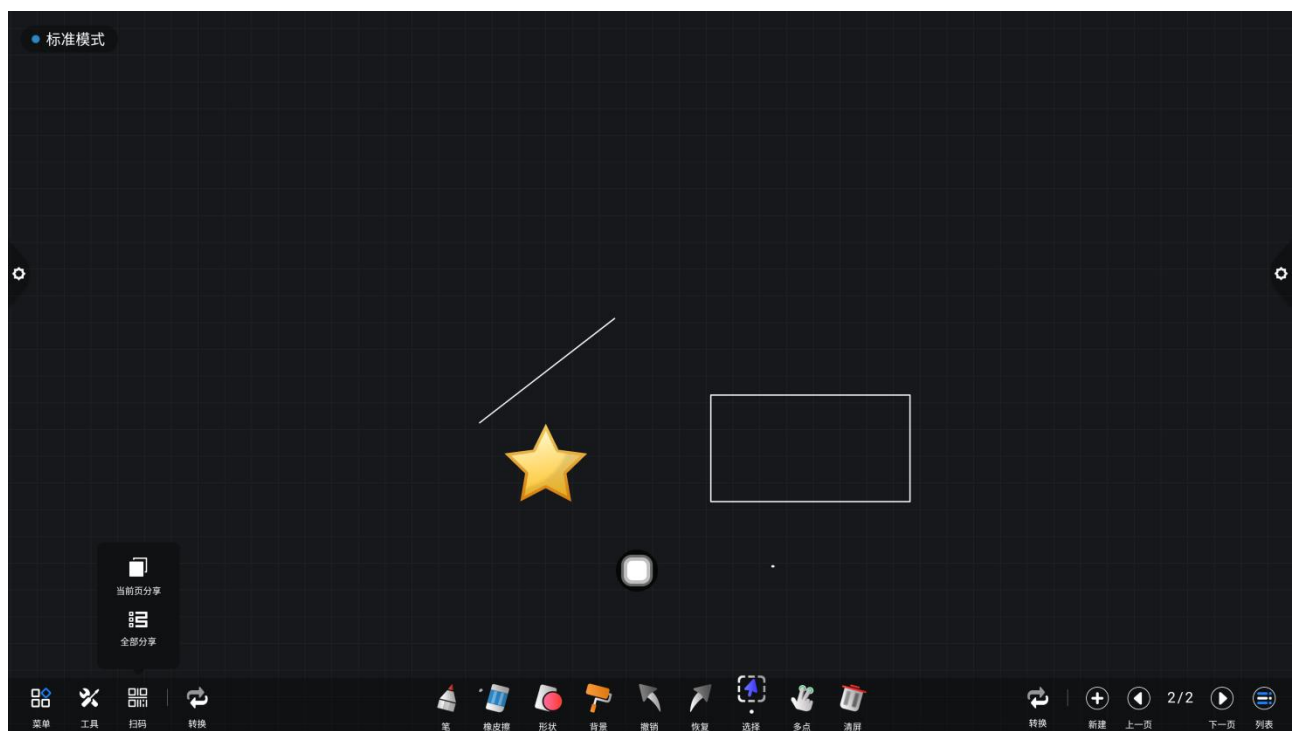 标准模式
当前页分享
全部分享
菜单 工具 扫码 转换 笔 橡皮擦 形状 背景 撤销 恢复 选择 多点 清屏 转换 新建 上一页 2/2 下一页 列表